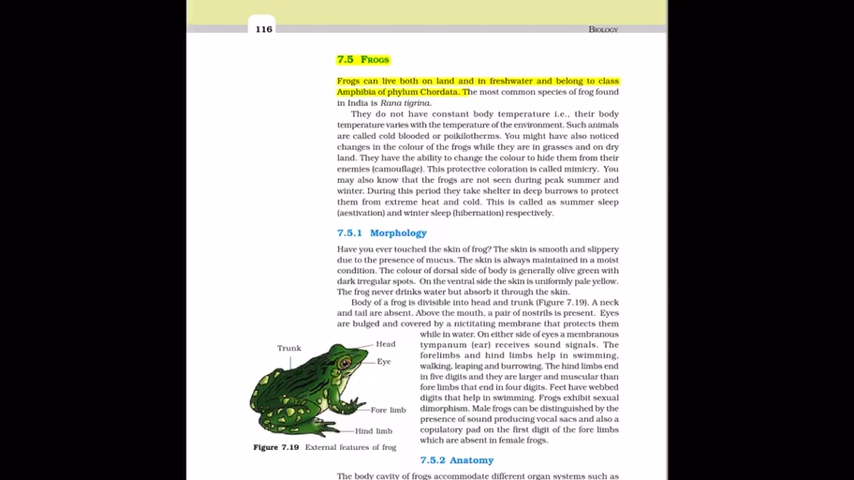 116
BIOLOGY
7.5 FROGS
Frogs can live both on land and in freshwater and belong to class
Amphibia of phylum Chordata. The most common species of frog found
in India is Rana tigrina.
They do not have constant body temperature i.e., their body
temperature varies with the temperature of the environment. Such animals
are called cold blooded or poikilotherms. You might have also noticed
changes in the colour of the frogs while they are in grasses and on dry
land. They have the ability to change the colour to hide them from their
enemies (camouflage). This protective coloration is called mimicry. You
may also know that the frogs are not seen during peak summer and
winter. During this period they take shelter in deep burrows to protect
them from extreme heat and cold. This is called as summer sleep
(aestivation) and winter sleep (hibernation) respectively.
7.5.1 Morphology
Have you ever touched the skin of frog? The skin is smooth and slippery
due to the presence of mucus. The skin is always maintained in a moist
condition. The colour of dorsal side of body is generally olive green with
dark irregular spots. On the ventral side the skin is uniformly pale yellow.
The frog never drinks water but absorb it through the skin.
Body of a frog is divisible into head and trunk (Figure 7.19). A neck
and tail are absent. Above the mouth, a pair of nostrils is present. Eyes
are bulged and covered by a nictitating membrane that protects them
while in water. On either side of eyes a membranous
tympanum (ear) receives sound signals. The
forelimbs and hind limbs help in swimming,
walking, leaping and burrowing. The hind limbs end
in five digits and they are larger and muscular than
fore limbs that end in four digits. Feet have webbed
digits that help in swimming. Frogs exhibit sexual
dimorphism. Male frogs can be distinguished by the
presence of sound producing vocal sacs and also a
copulatory pad on the first digit of the fore limbs
which are absent in female frogs.
Trunk
Head
Eye
Fore limb
Hind limb
Figure 7.19 External features of frog
7.5.2 Anatomy
The body cavity of frogs accommodate different organ systems such as